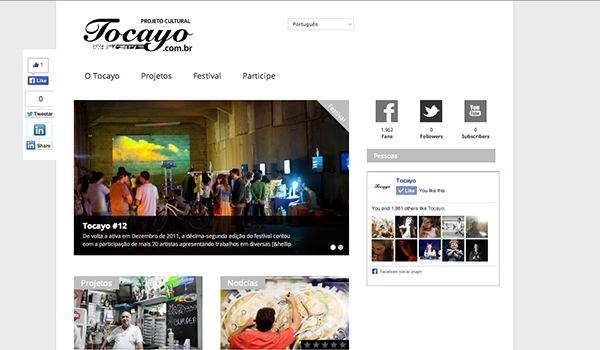 PROJETO CULTURAL
Tocayo
.com.br
Português
O Tocayo
Projetos
Festival
Participe
1
Like
0
Tweetar
Share
Festival
Tocayo #12
De volta a ativa em Dezembro de 2011, a décima-segunda edição do festival contou
com a participação de mais 70 artistas apresentando trabalhos em diversas [&hellip
You
Tube
1,962
Fans
0
Followers
0
Subscribers
Pessoas
Tocayo
Tocayo
Like
You like this.
You and 1,961 others like Tocayo.
Facebook social plugin
Projetos
Notícias